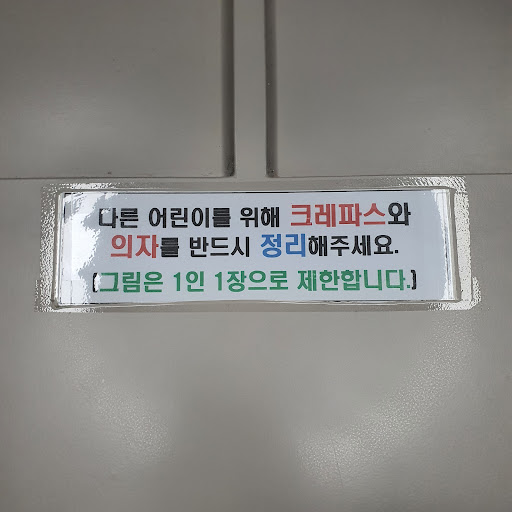 다른 어린이를 위해 크레파스와
의자를 반드시 정리해주세요.
(그림은 1인 1장으로 제한합니다.)